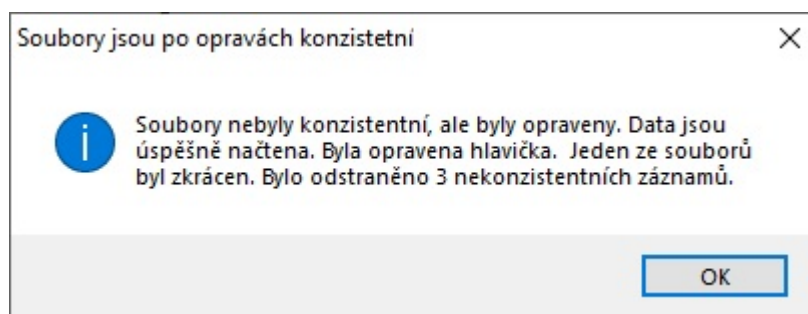 Soubory jsou po opravách konzistetní
Soubory nebyly konzistentní, ale byly opraveny. Data jsou
úspěšně načtena. Byla opravena hlavička.  Jeden ze souborů
byl zkrácen. Bylo odstraněno 3 nekonzistentních záznamů.
OK